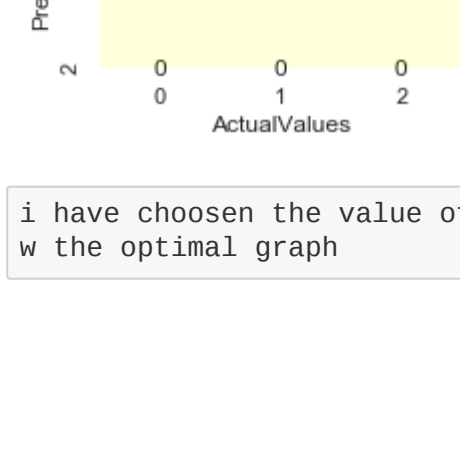 Pre
2
0 0 0
0 1 2
ActualValues
i have choosen the value of
w the optimal graph